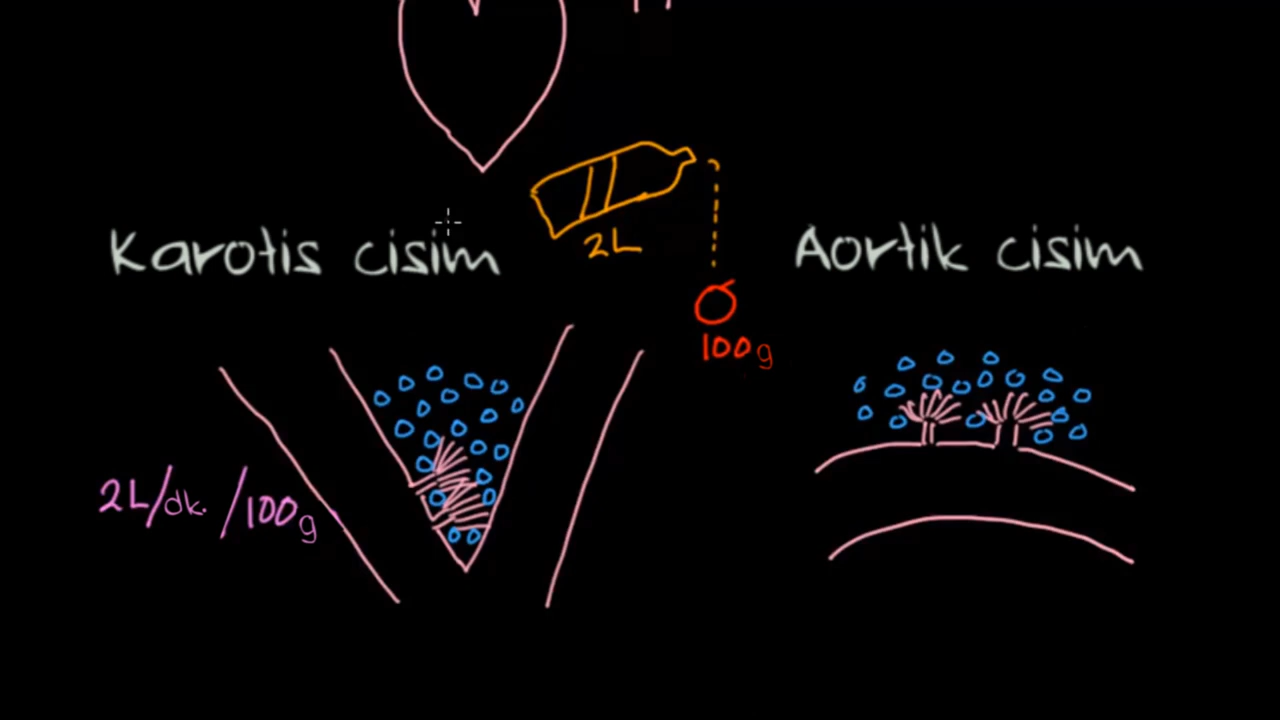 Karotis cisim
2L
Aortik cisim
100g
2L/dk. /100g